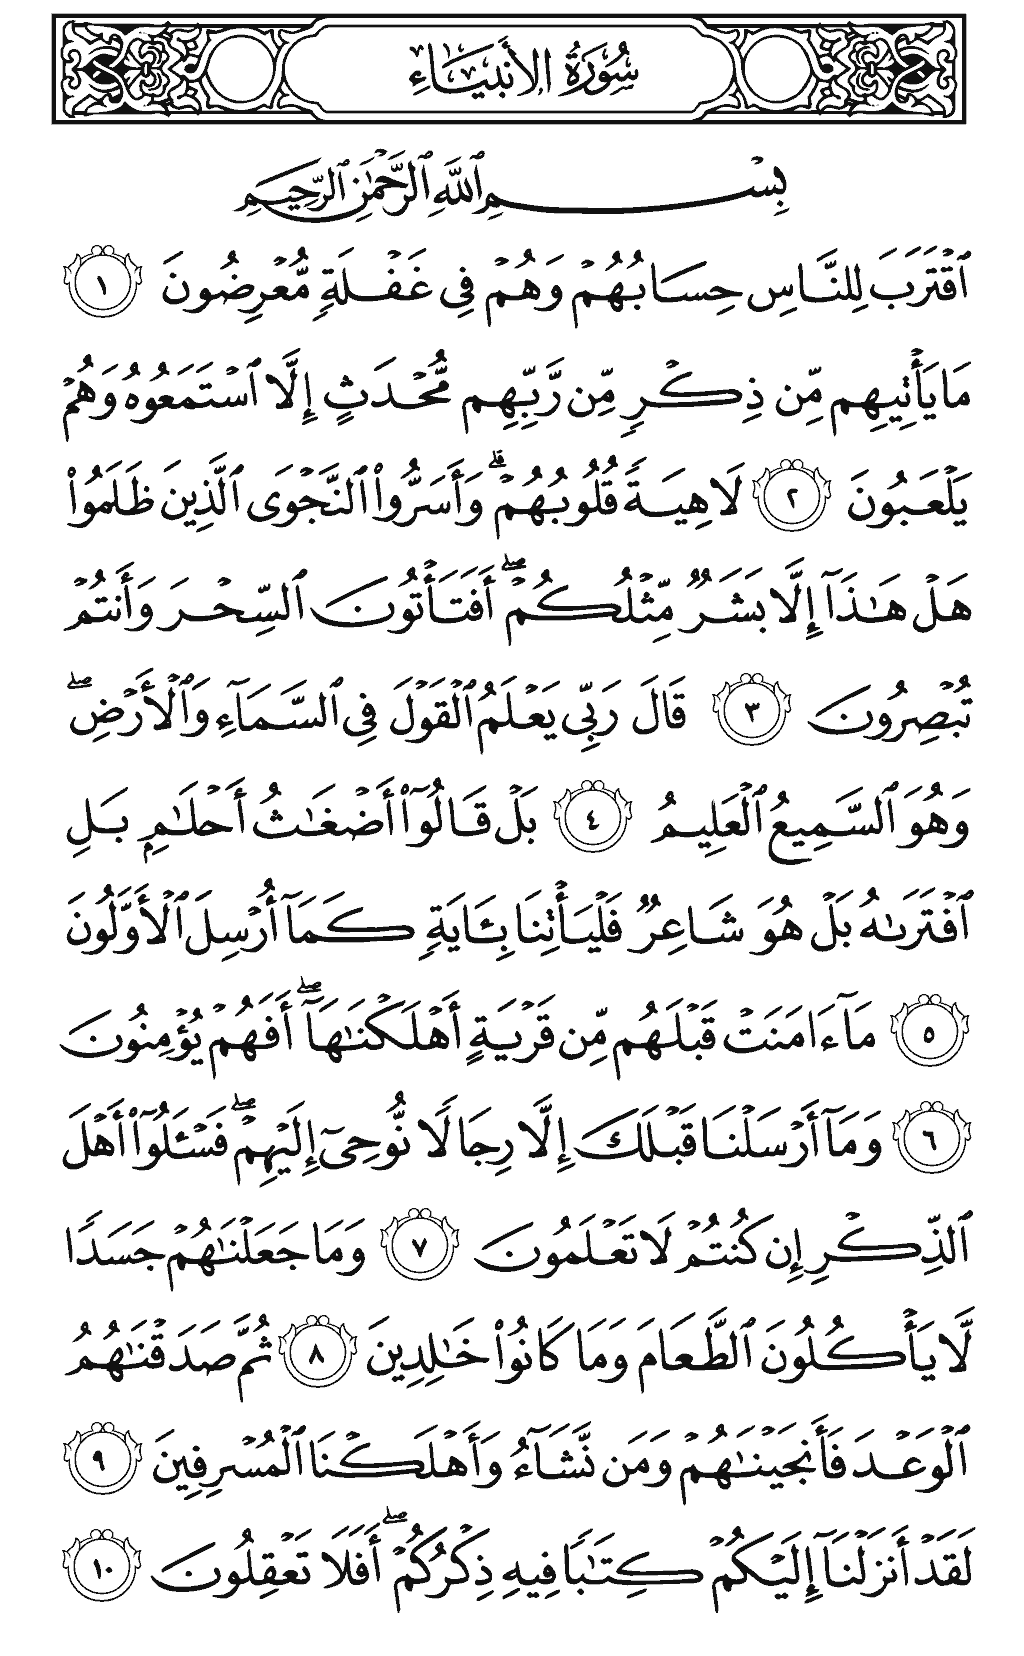 سُورَةُ الأَنبِيَاءِ
بِسْمِ ٱللَّهِ ٱلرَّحْمَٰنِ ٱلرَّحِيمِ
ٱقْتَرَبَ لِلنَّاسِ حِسَابُهُمْ وَهُمْ فِى غَفْلَةٍ مُّعْرِضُونَ ١
مَا يَأْتِيهِم مِّن ذِكْرٍ مِّن رَّبِّهِم مُّحْدَثٍ إِلَّا ٱسْتَمَعُوهُ وَهُمْ
يَلْعَبُونَ ٢ لَاهِيَةً قُلُوبُهُمْ ۗ وَأَسَرُّوا۟ ٱلنَّجْوَى ٱلَّذِينَ ظَلَمُوا۟
هَلْ هَٰذَآ إِلَّا بَشَرٌ مِّثْلُكُمْ ۖ أَفَتَأْتُونَ ٱلسِّحْرَ وَأَنتُمْ
تُبْصِرُونَ ٣ قَالَ رَبِّى يَعْلَمُ ٱلْقَوْلَ فِى ٱلسَّمَآءِ وَٱلْأَرْضِ ۖ
وَهُوَ ٱلسَّمِيعُ ٱلْعَلِيمُ ٤ بَلْ قَالُوٓا۟ أَضْغَٰثُ أَحْلَٰمٍ بَلِ
ٱفْتَرَىٰهُ بَلْ هُوَ شَاعِرٌ فَلْيَأْتِنَا بِـَٔايَةٍ كَمَآ أُرْسِلَ ٱلْأَوَّلُونَ
٥ مَآ ءَامَنَتْ قَبْلَهُم مِّن قَرْيَةٍ أَهْلَكْنَٰهَآ ۖ أَفَهُمْ يُؤْمِنُونَ
٦ وَمَآ أَرْسَلْنَا قَبْلَكَ إِلَّا رِجَالًا نُّوحِىٓ إِلَيْهِمْ ۖ فَسْـَٔلُوٓا۟ أَهْلَ
ٱلذِّكْرِ إِن كُنتُمْ لَا تَعْلَمُونَ ٧ وَمَا جَعَلْنَٰهُمْ جَسَدًا
لَّا يَأْكُلُونَ ٱلطَّعَامَ وَمَا كَانُوا۟ خَٰلِدِينَ ٨ ثُمَّ صَدَقْنَٰهُمُ
ٱلْوَعْدَ فَأَنجَيْنَٰهُمْ وَمَن نَّشَآءُ وَأَهْلَكْنَا ٱلْمُسْرِفِينَ ٩
لَقَدْ أَنزَلْنَآ إِلَيْكُمْ كِتَٰبًا فِيهِ ذِكْرُكُمْ ۖ أَفَلَا تَعْقِلُونَ ١٠